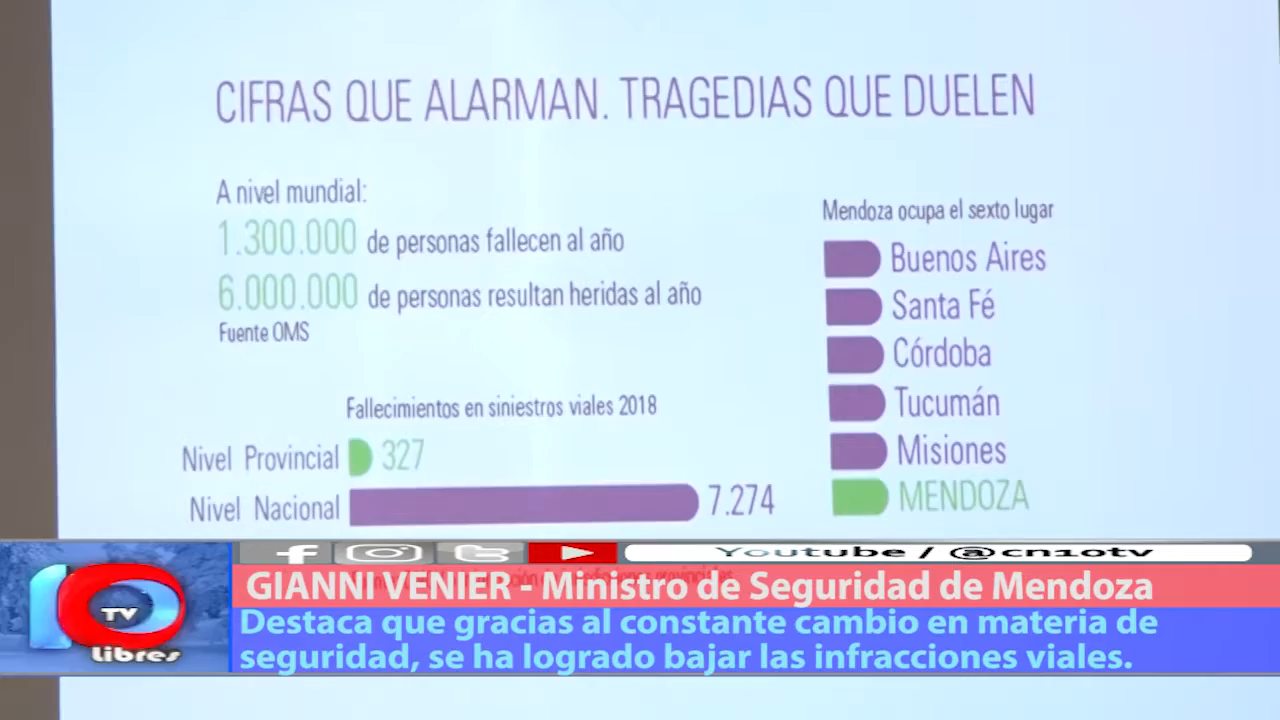 CIFRAS QUE ALARMAN. TRAGEDIAS QUE DUELEN
A nivel mundial:
1.300.000 de personas fallecen al año
6.000.000 de personas resultan heridas al año
Fuente OMS
Mendoza ocupa el sexto lugar
Buenos Aires
Santa Fé
Córdoba
Tucumán
Misiones
MENDOZA
Fallecimientos en siniestros viales 2018
Nivel Provincial 327
Nivel Nacional 7.274
Youtube / @cn10tv
GIANNI VENIER - Ministro de Seguridad de Mendoza
Destaca que gracias al constante cambio en materia de
seguridad, se ha logrado bajar las infracciones viales.
10
TV
libres